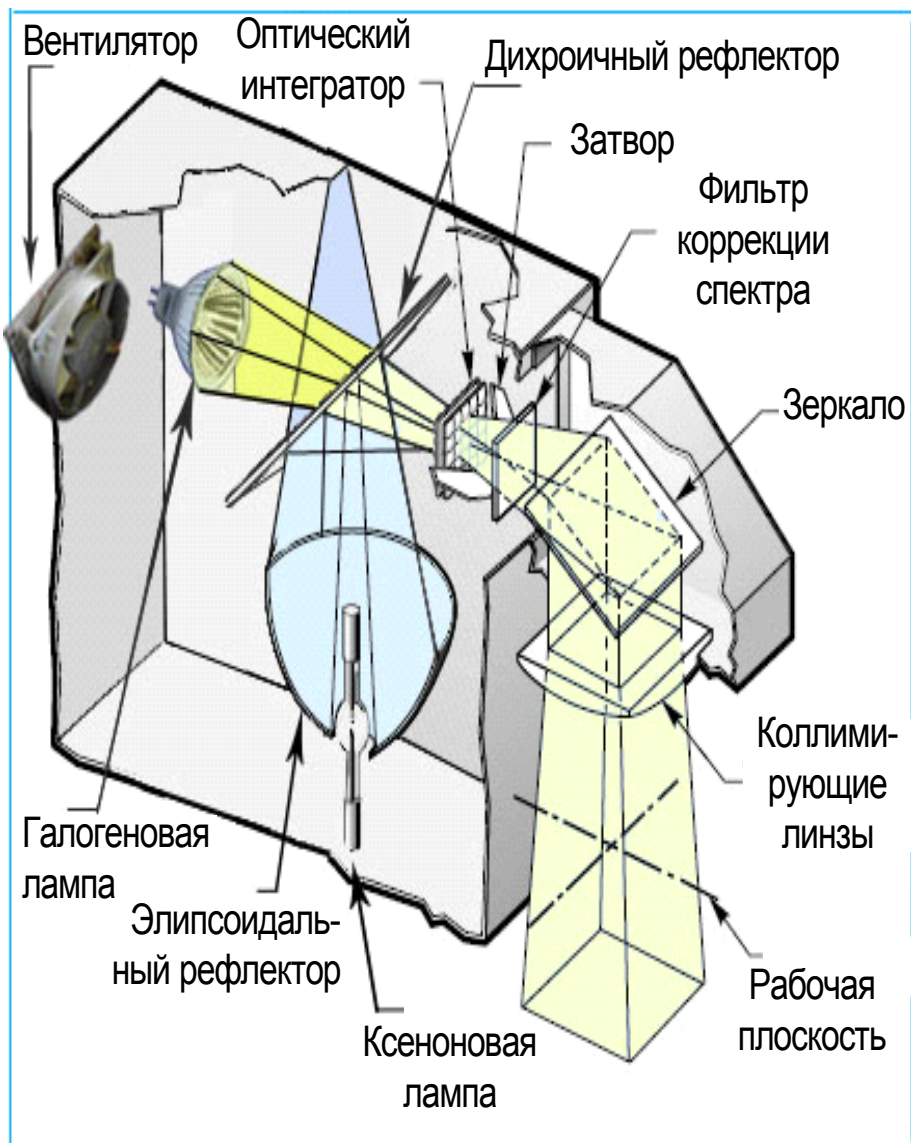 Вентилятор
Оптический
интегратор
Дихроичный рефлектор
Затвор
Фильтр
коррекции
спектра
Зеркало
Коллими-
рующие
линзы
Галогеновая
лампа
Элипсоидаль-
ный рефлектор
Ксеноновая
лампа
Рабочая
плоскость